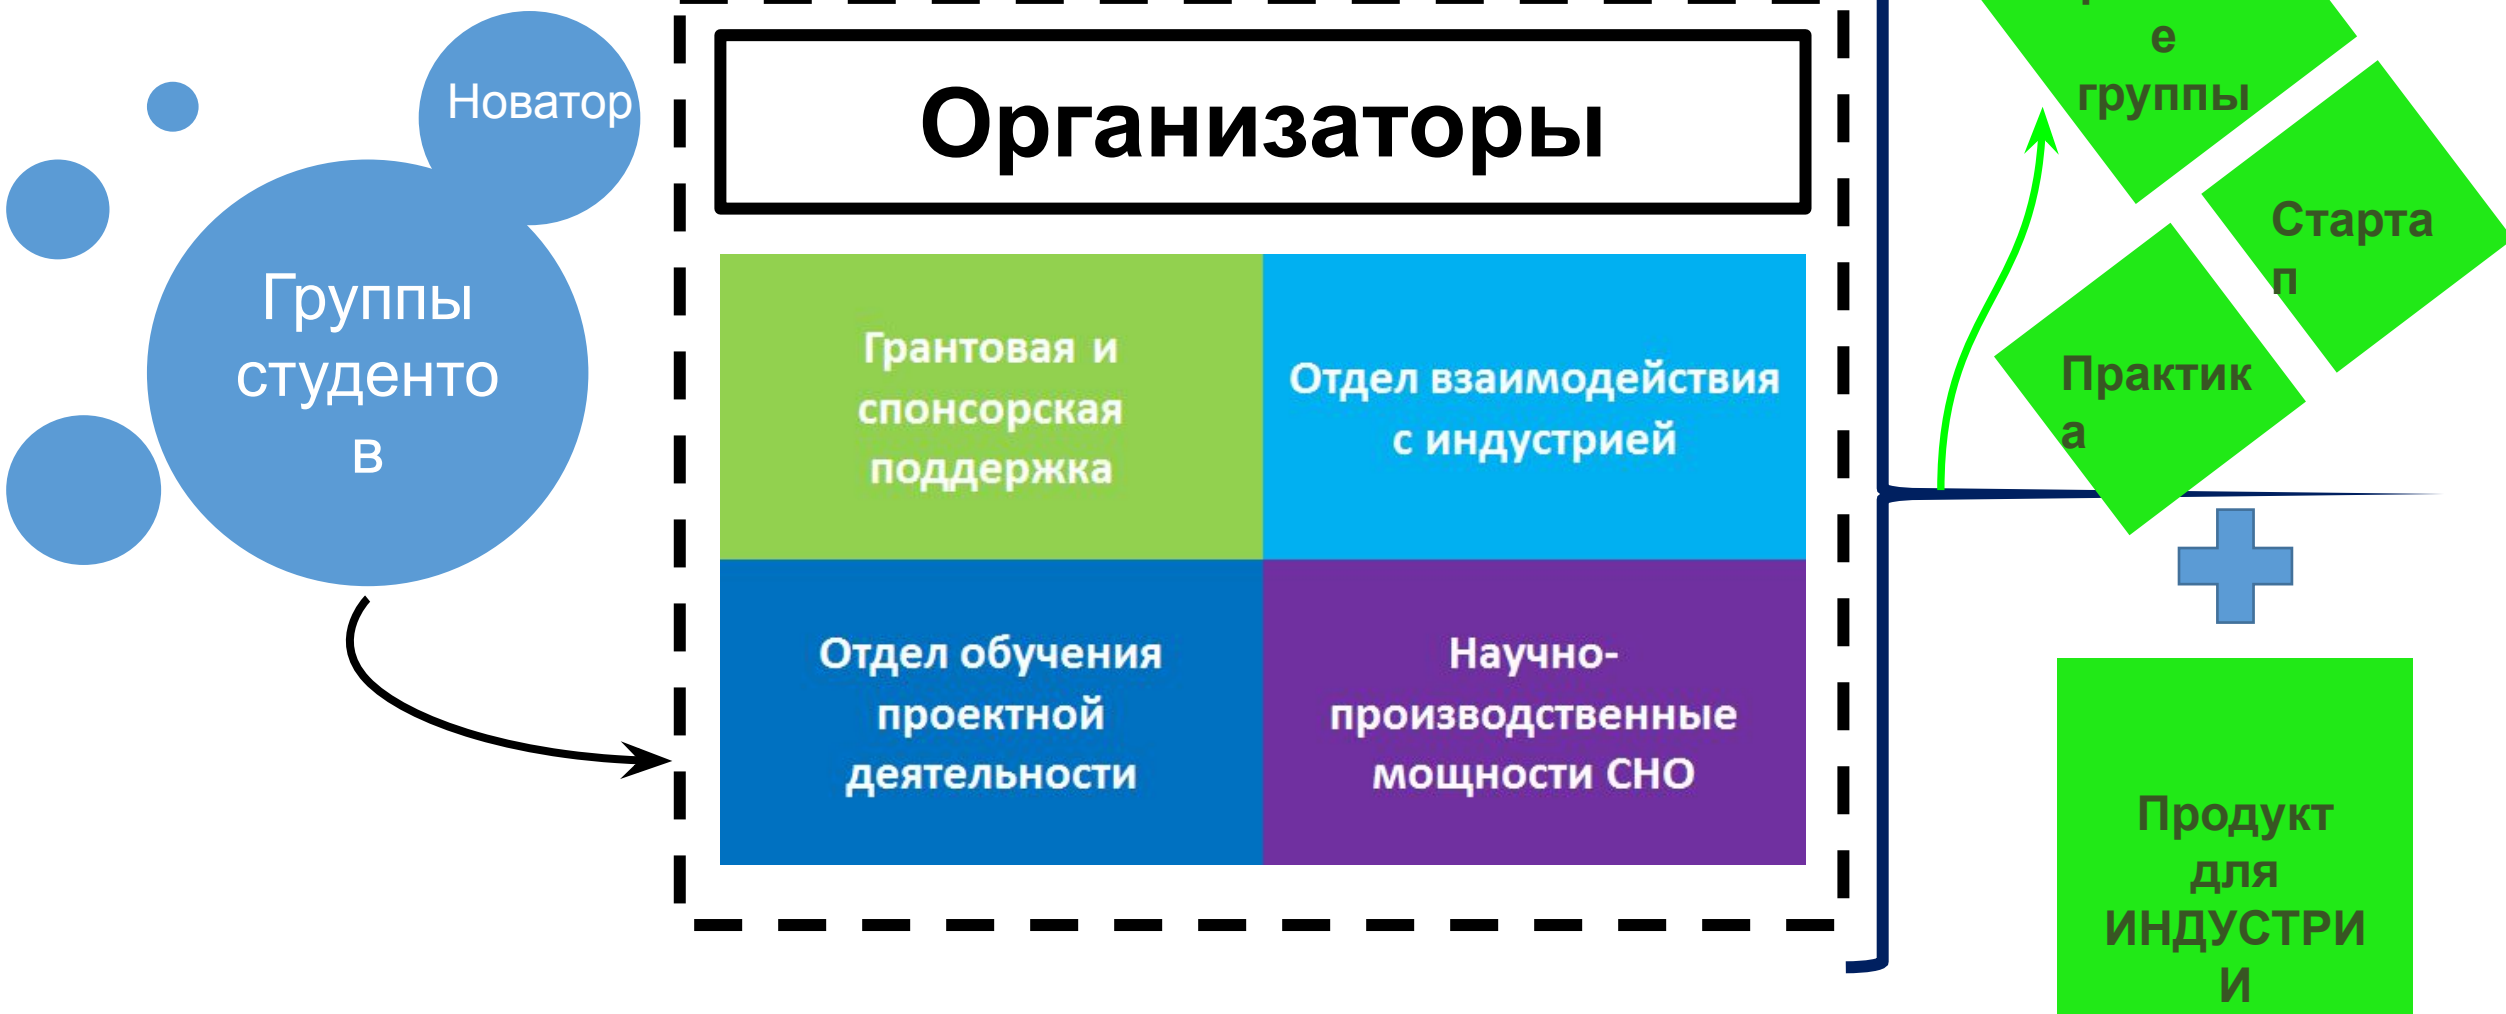 Новатор
Группы
студенто
в
Организаторы
Грантовая и
спонсорская
поддержка
Отдел взаимодействия
с индустрией
Отдел обучения
проектной
деятельности
Научно-
производственные
мощности СНО
е
группы
Старта
п
Практик
а
Продукт
для
ИНДУСТРИ
И